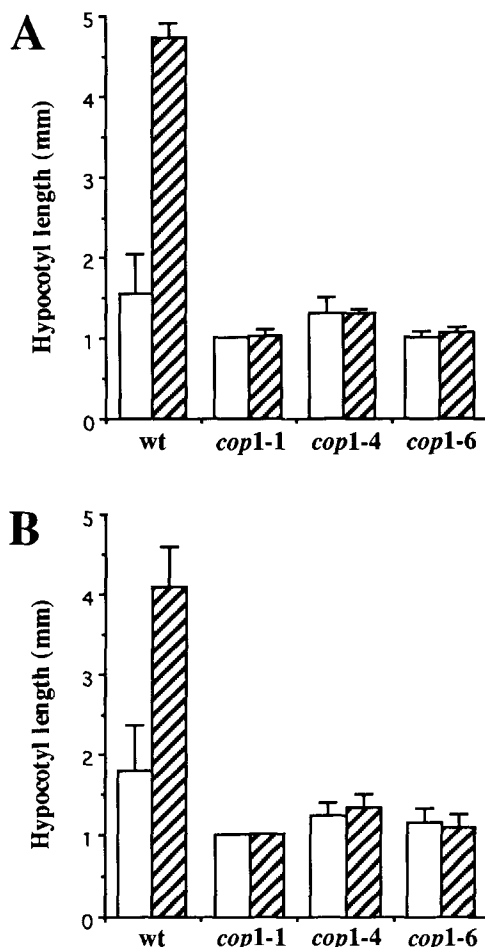 A
Hypocotyl length (mm)
5
4
3
2
1
0
wt
cop1-1
cop1-4
cop1-6
B
Hypocotyl length (mm)
5
4
3
2
1
0
wt
cop1-1
cop1-4
cop1-6